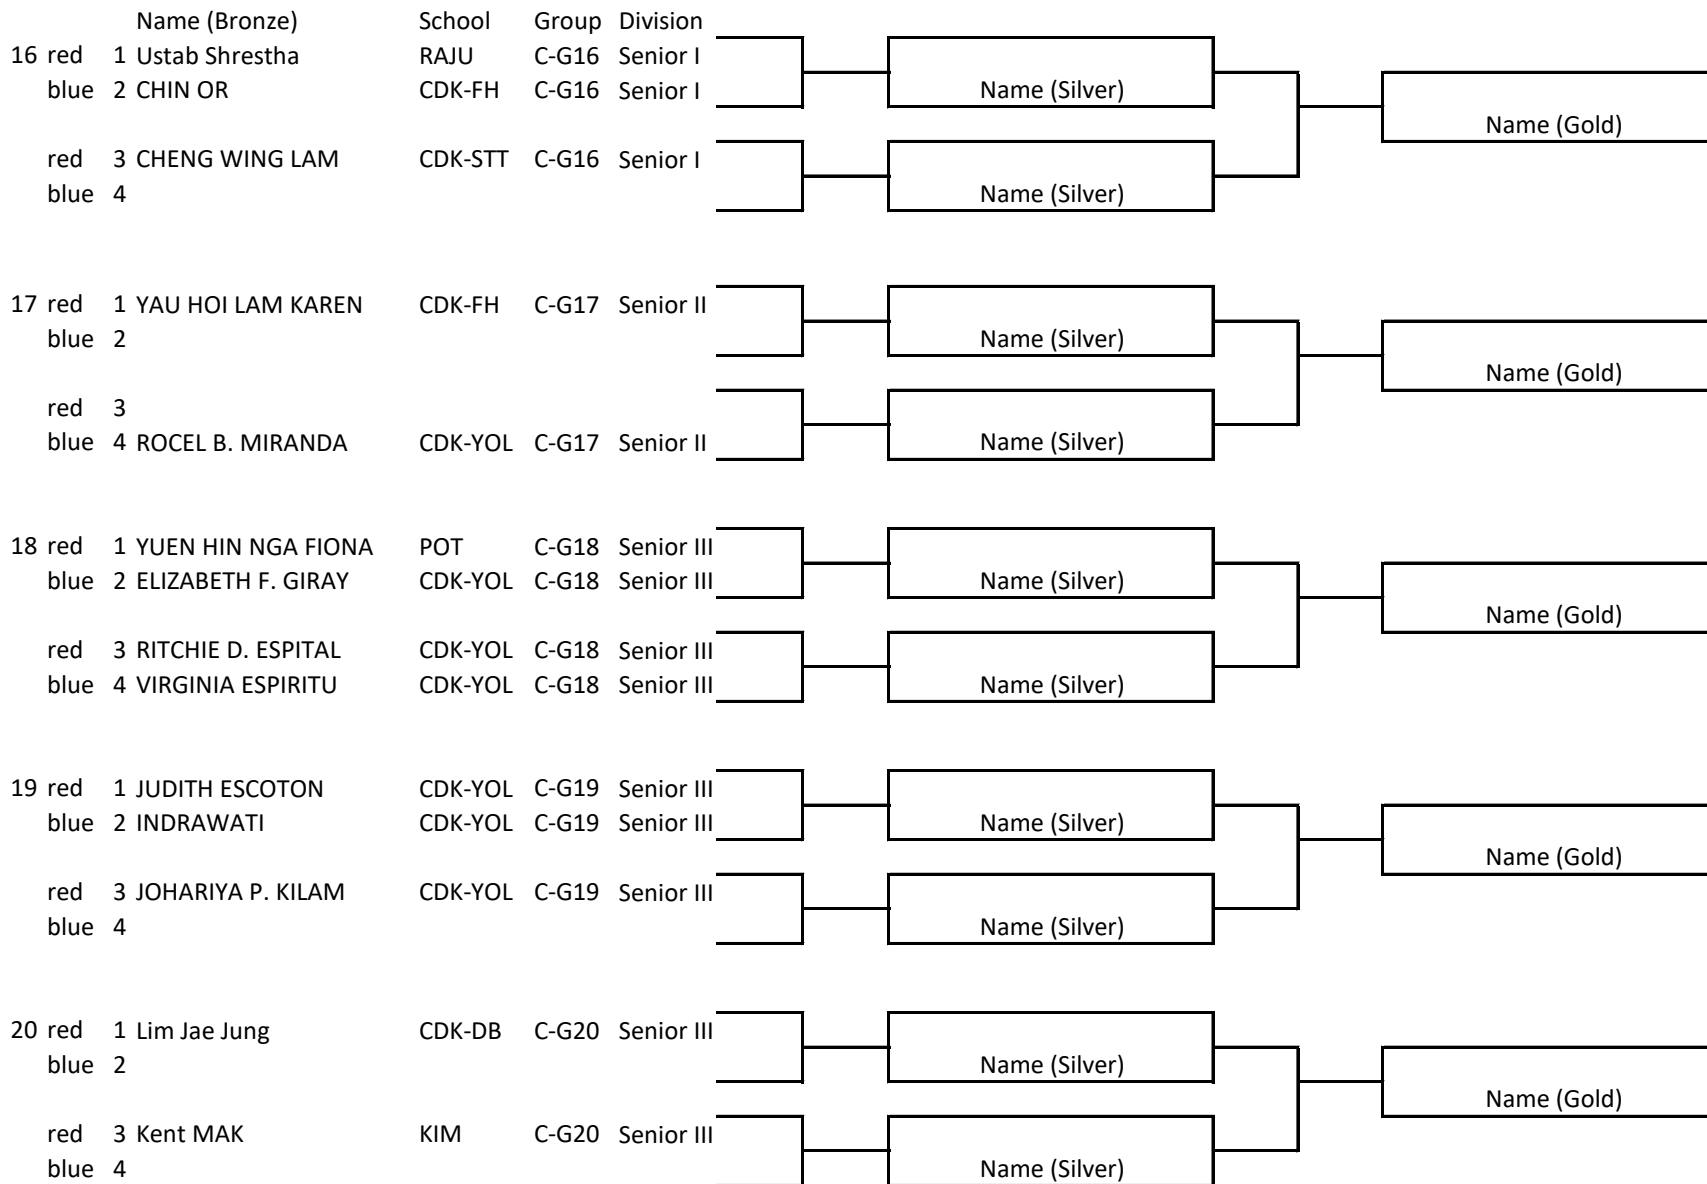 Name (Bronze) School Group Division
16 red 1 Ustab Shrestha RAJU C-G16 Senior I
blue 2 CHIN OR CDK-FH C-G16 Senior I Name (Silver)
Name (Gold)
red 3 CHENG WING LAM CDK-STT C-G16 Senior I
blue 4 Name (Silver)
17 red 1 YAU HOI LAM KAREN CDK-FH C-G17 Senior II
blue 2 Name (Silver)
Name (Gold)
red 3
blue 4 ROCEL B. MIRANDA CDK-YOL C-G17 Senior II Name (Silver)
18 red 1 YUEN HIN NGA FIONA POT C-G18 Senior III
blue 2 ELIZABETH F. GIRAY CDK-YOL C-G18 Senior III Name (Silver)
Name (Gold)
red 3 RITCHIE D. ESPITAL CDK-YOL C-G18 Senior III
blue 4 VIRGINIA ESPIRITU CDK-YOL C-G18 Senior III Name (Silver)
19 red 1 JUDITH ESCOTON CDK-YOL C-G19 Senior III
blue 2 INDRAWATI CDK-YOL C-G19 Senior III Name (Silver)
Name (Gold)
red 3 JOHARIYA P. KILAM CDK-YOL C-G19 Senior III
blue 4 Name (Silver)
20 red 1 Lim Jae Jung CDK-DB C-G20 Senior III
blue 2 Name (Silver)
Name (Gold)
red 3 Kent MAK KIM C-G20 Senior III
blue 4 Name (Silver)